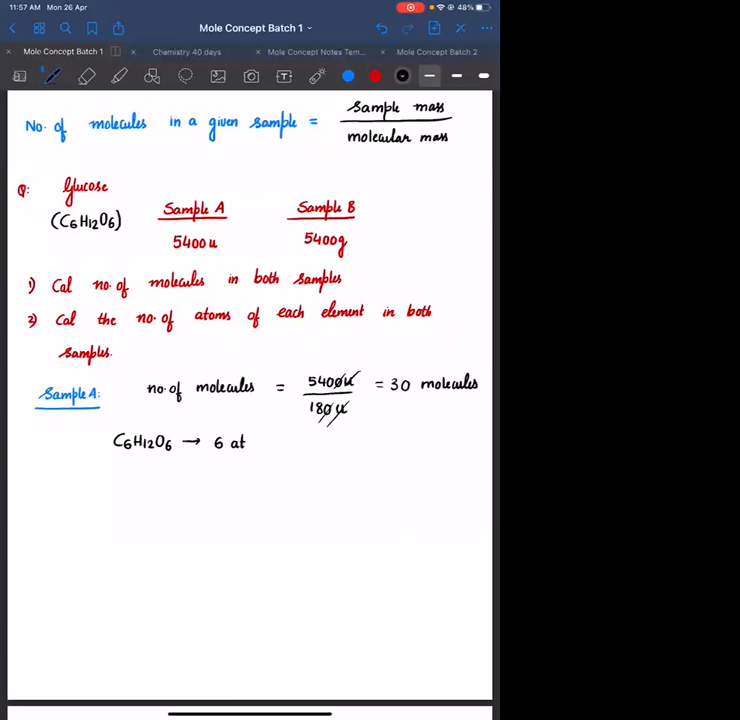 11:57 AM Mon 26 Apr 48%
Mole Concept Batch 1
Mole Concept Batch 1 Chemistry 40 days Mole Concept Notes Tem... Mole Concept Batch 2
No. of molecules in a given sample = sample mass
molecular mass
Q: Glucose
(C6H12O6) Sample A Sample B
5400u 5400g
1) Cal no. of molecules in both samples
2) Cal the no. of atoms of each element in both
samples.
Sample A: no. of molecules = 5400u = 30 molecules
180u
C6H12O6 → 6 at